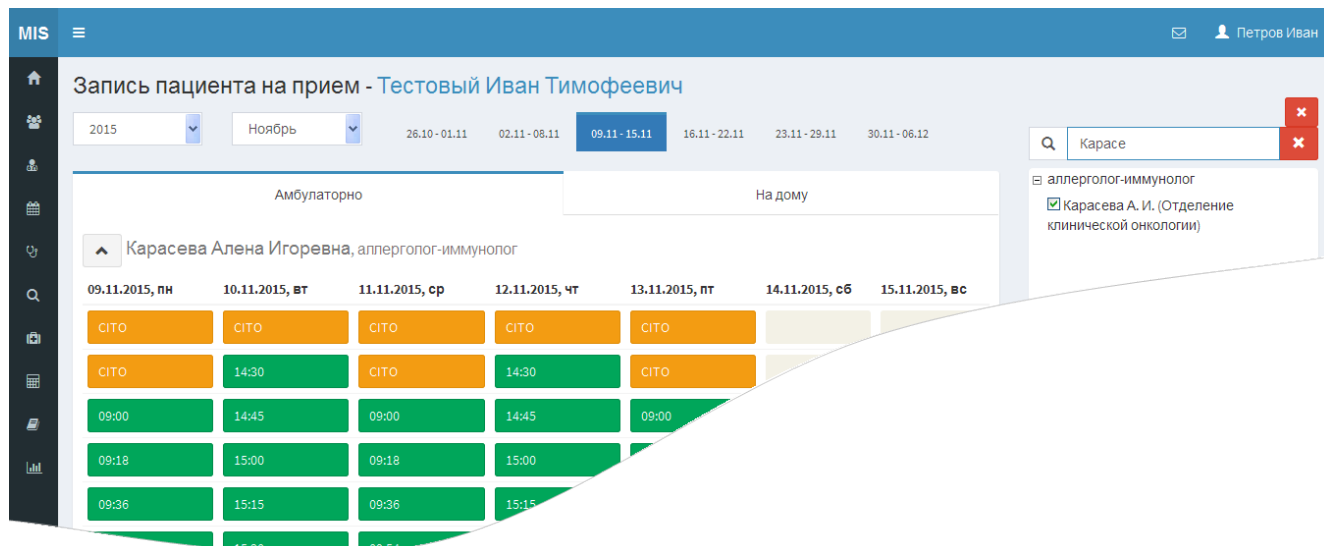 MIS
Петров Иван
Запись пациента на прием - Тестовый Иван Тимофеевич
2015 Ноябрь 26.10 - 01.11 02.11 - 08.11 09.11 - 15.11 16.11 - 22.11 23.11 - 29.11 30.11 - 06.12
Карасе
Амбулаторно На дому
аллерголог-иммунолог
Карасева А. И. (Отделение
клинической онкологии)
Карасева Алена Игоревна, аллерголог-иммунолог
09.11.2015, пн 10.11.2015, вт 11.11.2015, ср 12.11.2015, чт 13.11.2015, пт 14.11.2015, сб 15.11.2015, вс
CITO CITO CITO CITO CITO
CITO 14:30 CITO 14:30 CITO
09:00 14:45 09:00 14:45 09:00
09:18 15:00 09:18 15:00
09:36 15:15 09:36 15:15